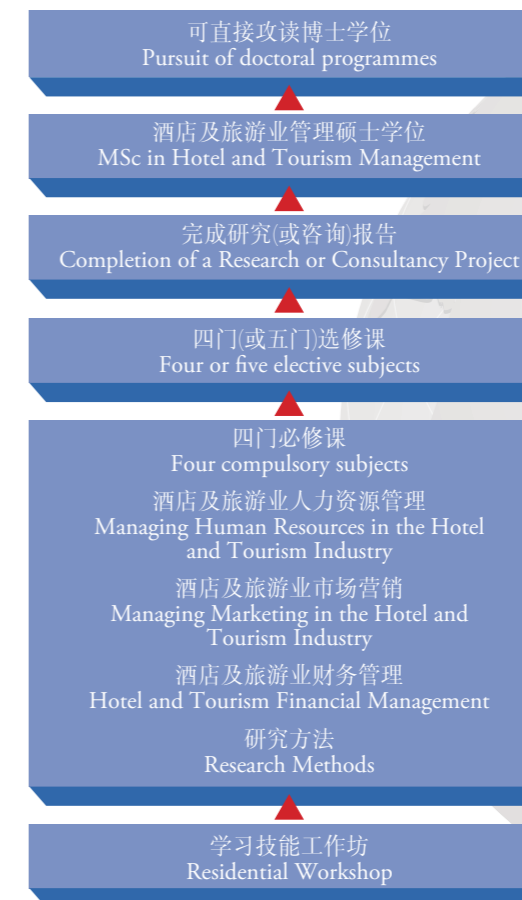 可直接攻读博士学位
Pursuit of doctoral programmes
酒店及旅游业管理硕士学位
MSc in Hotel and Tourism Management
完成研究(或咨询)报告
Completion of a Research or Consultancy Project
四门(或五门)选修课
Four or five elective subjects
四门必修课
Four compulsory subjects
酒店及旅游业人力资源管理
Managing Human Resources in the Hotel
and Tourism Industry
酒店及旅游业市场营销
Managing Marketing in the Hotel and
Tourism Industry
酒店及旅游业财务管理
Hotel and Tourism Financial Management
研究方法
Research Methods
学习技能工作坊
Residential Workshop